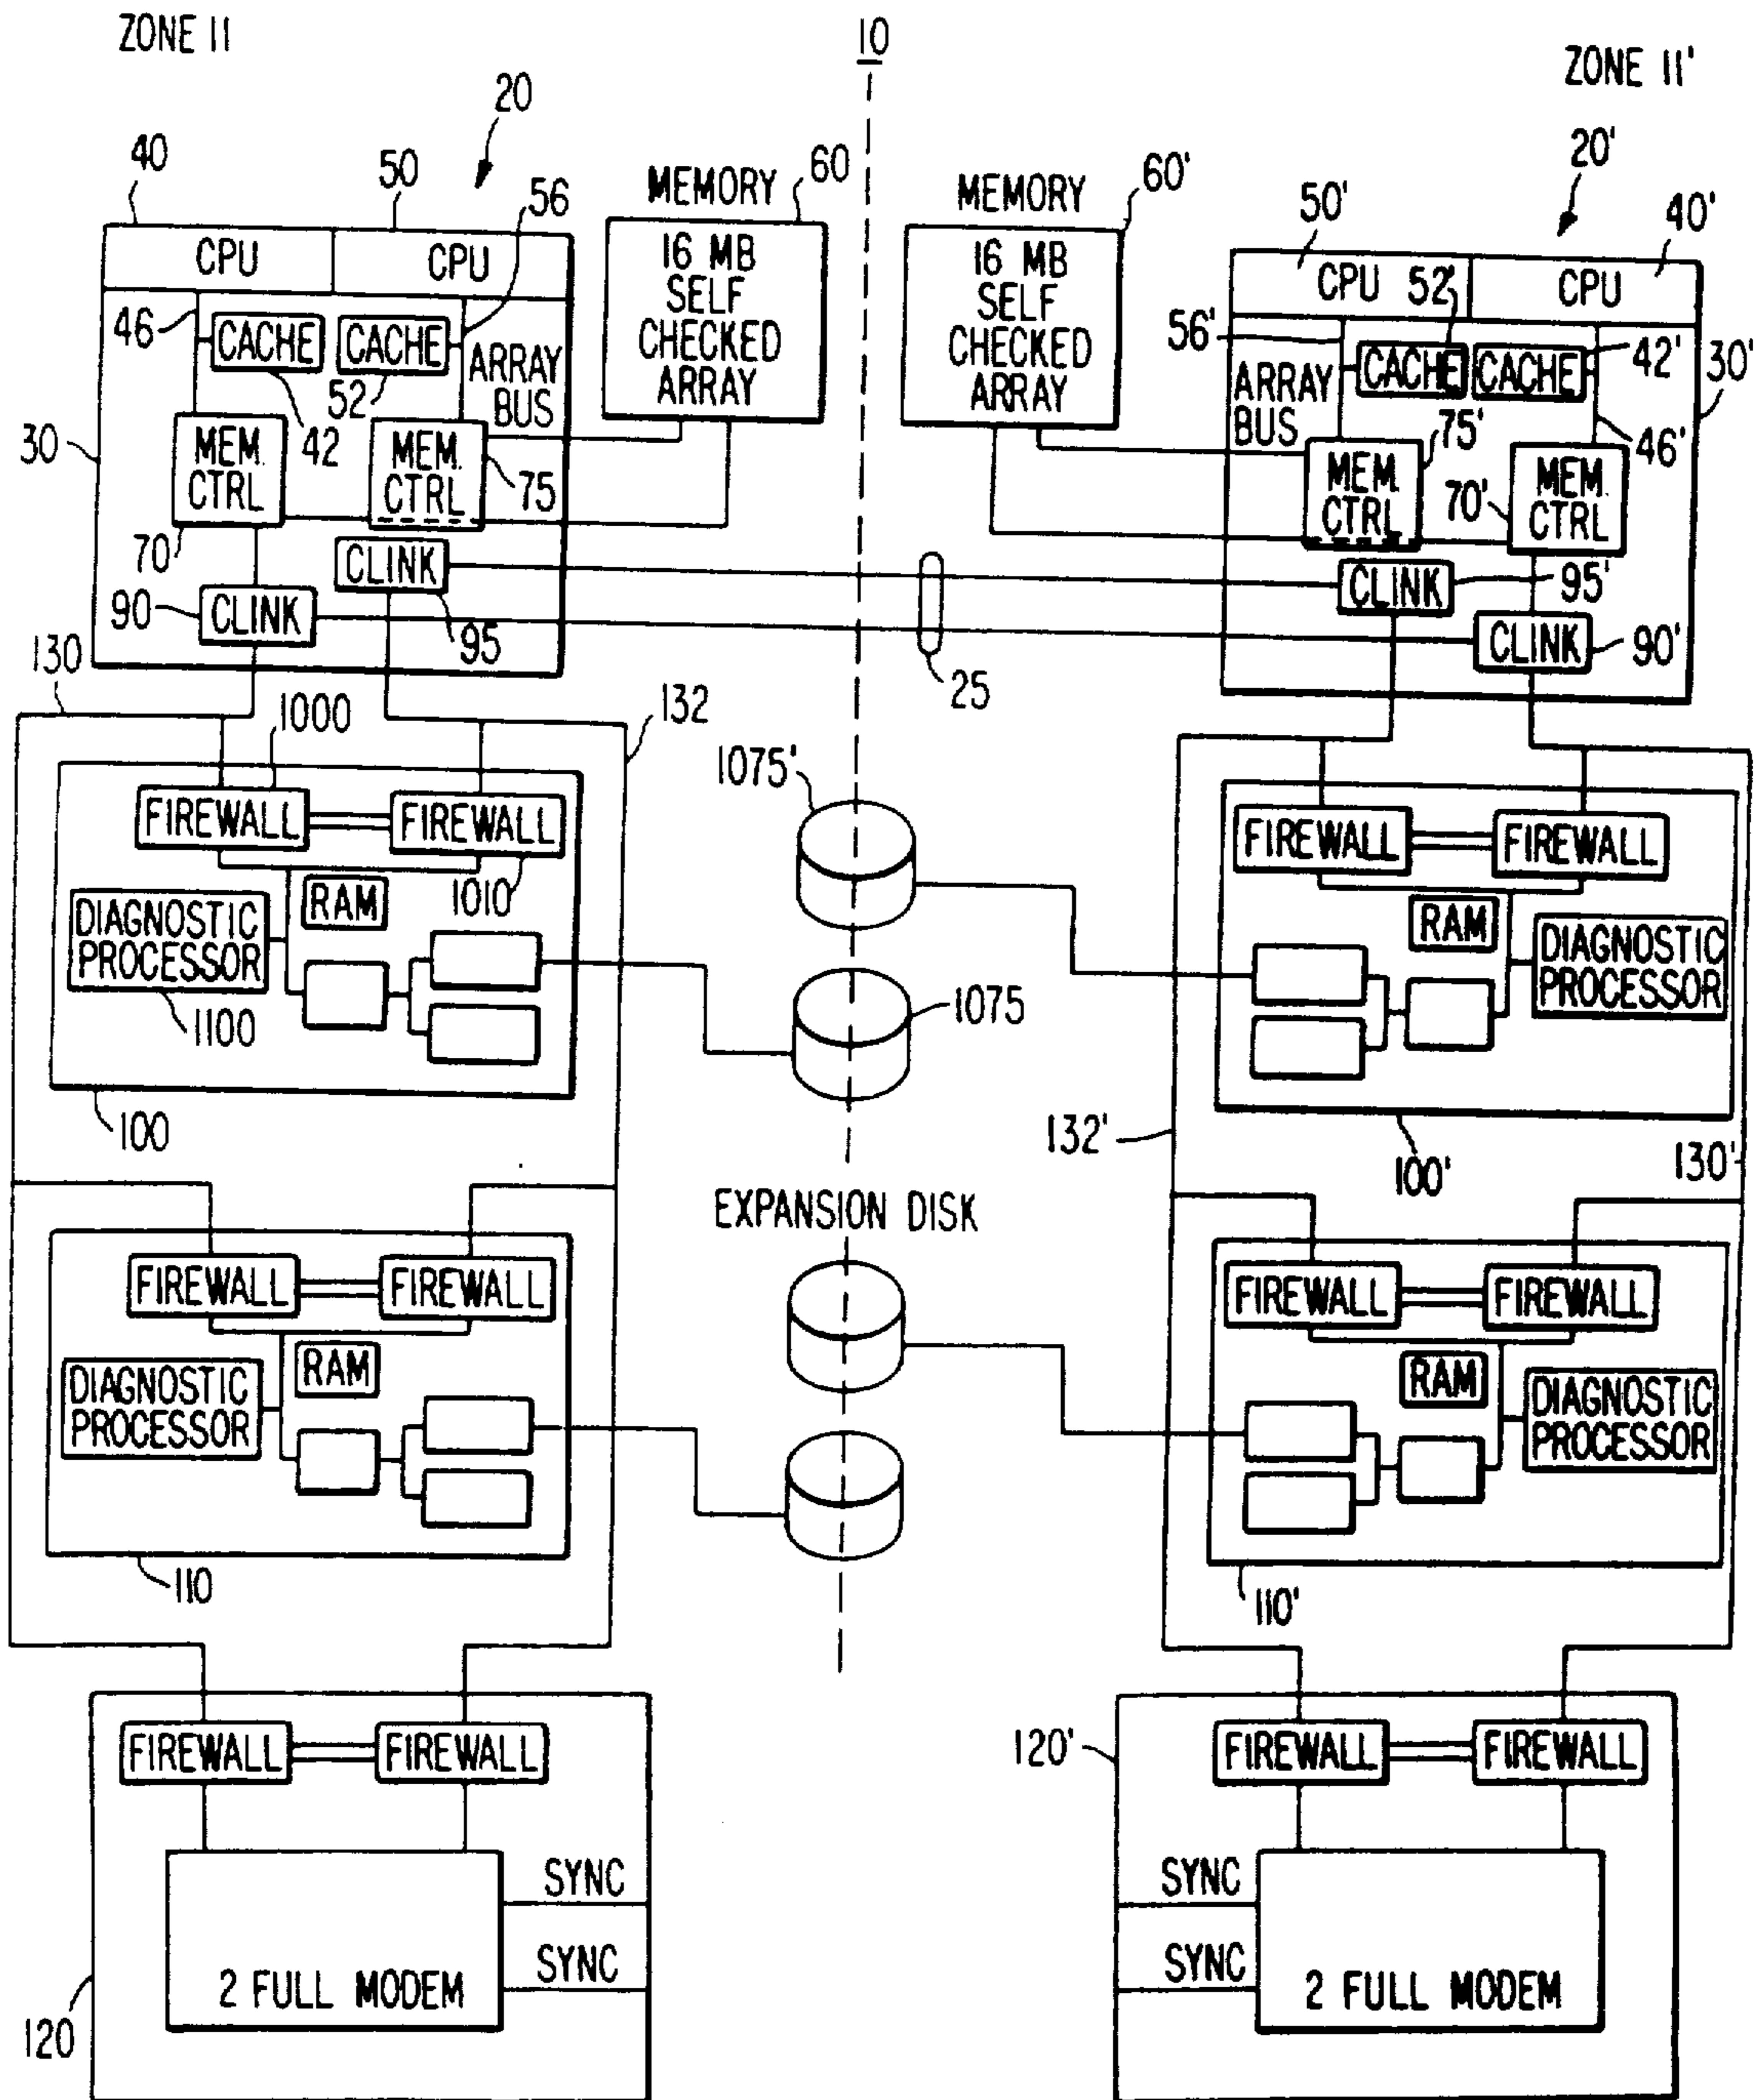 ZONE 11
10
ZONE 11'
20
20'
40
50
56
MEMORY
60
MEMORY
60'
50'
40'
CPU
CPU
16 MB
SELF
CHECKED
ARRAY
16 MB
SELF
CHECKED
ARRAY
CPU
52'
CPU
46
CACHE
CACHE
ARRAY
BUS
56'
ARRAY
BUS
CACHE
CACHE
42'
30'
52
42
30
MEM.
CTRL
MEM.
CTRL
75
75'
46'
MEM.
CTRL
70'
MEM.
CTRL
70
CLINK
CLINK
95'
90
CLINK
95
25
CLINK
90'
130
1000
132
1075'
FIREWALL
FIREWALL
FIREWALL
FIREWALL
RAM
1010
RAM
DIAGNOSTIC
PROCESSOR
DIAGNOSTIC
PROCESSOR
1100
1075
100
132'
100'
130'
EXPANSION DISK
FIREWALL
FIREWALL
FIREWALL
FIREWALL
RAM
RAM
DIAGNOSTIC
PROCESSOR
DIAGNOSTIC
PROCESSOR
110
110'
FIREWALL
FIREWALL
120'
FIREWALL
FIREWALL
SYNC
SYNC
SYNC
SYNC
2 FULL MODEM
2 FULL MODEM
120